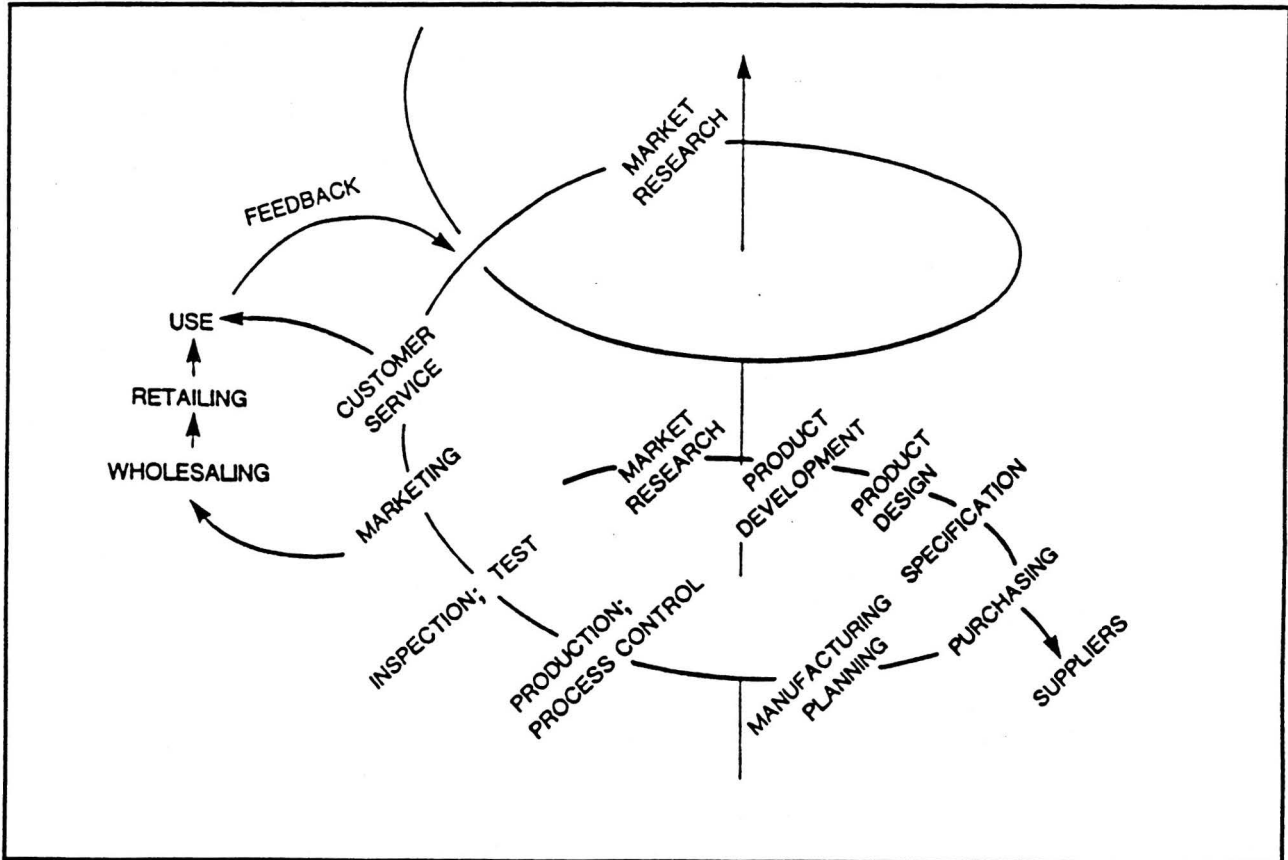 MARKET
RESEARCH
FEEDBACK
USE
RETAILING
WHOLESALING
CUSTOMER
SERVICE
MARKETING
MARKET
RESEARCH
PRODUCT
DEVELOPMENT
PRODUCT
DESIGN
SPECIFICATION
PURCHASING
SUPPLIERS
MANUFACTURING
PLANNING
PRODUCTION;
PROCESS CONTROL
INSPECTION; TEST